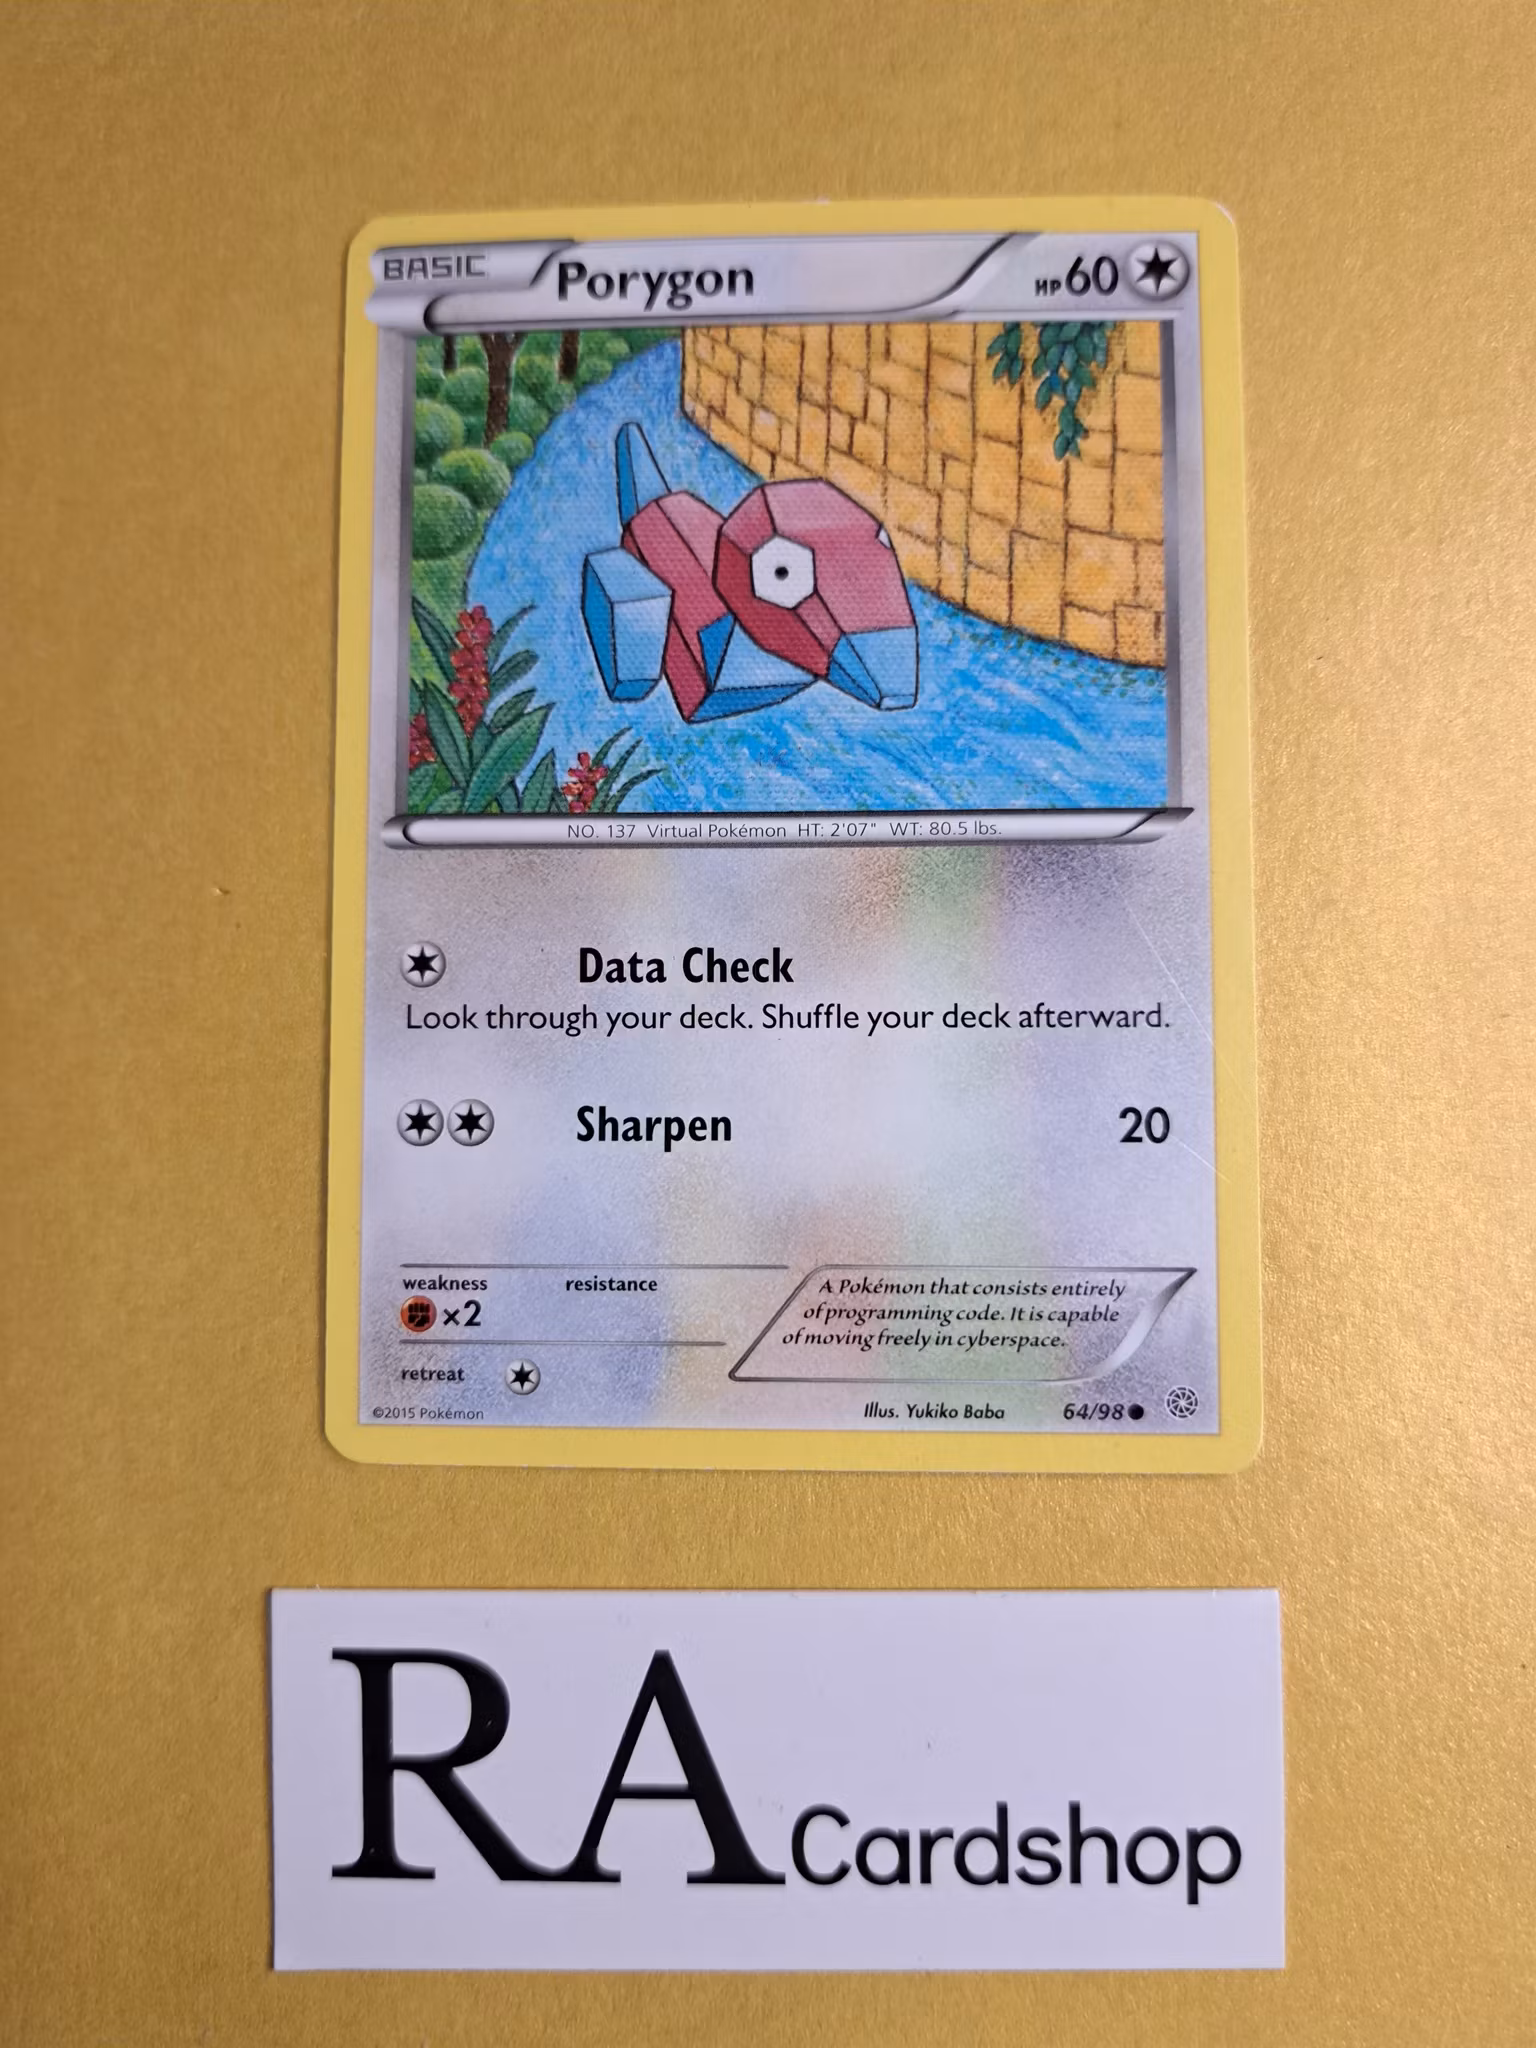 BASIC Porygon HP60
NO. 137 Virtual Pokémon HT: 2'07" WT: 80.5 lbs.
Data Check
Look through your deck. Shuffle your deck afterward.
Sharpen 20
weakness resistance
×2
retreat
A Pokémon that consists entirely
of programming code. It is capable
of moving freely in cyberspace.
©2015 Pokémon Illus. Yukiko Baba 64/98
RA Cardshop